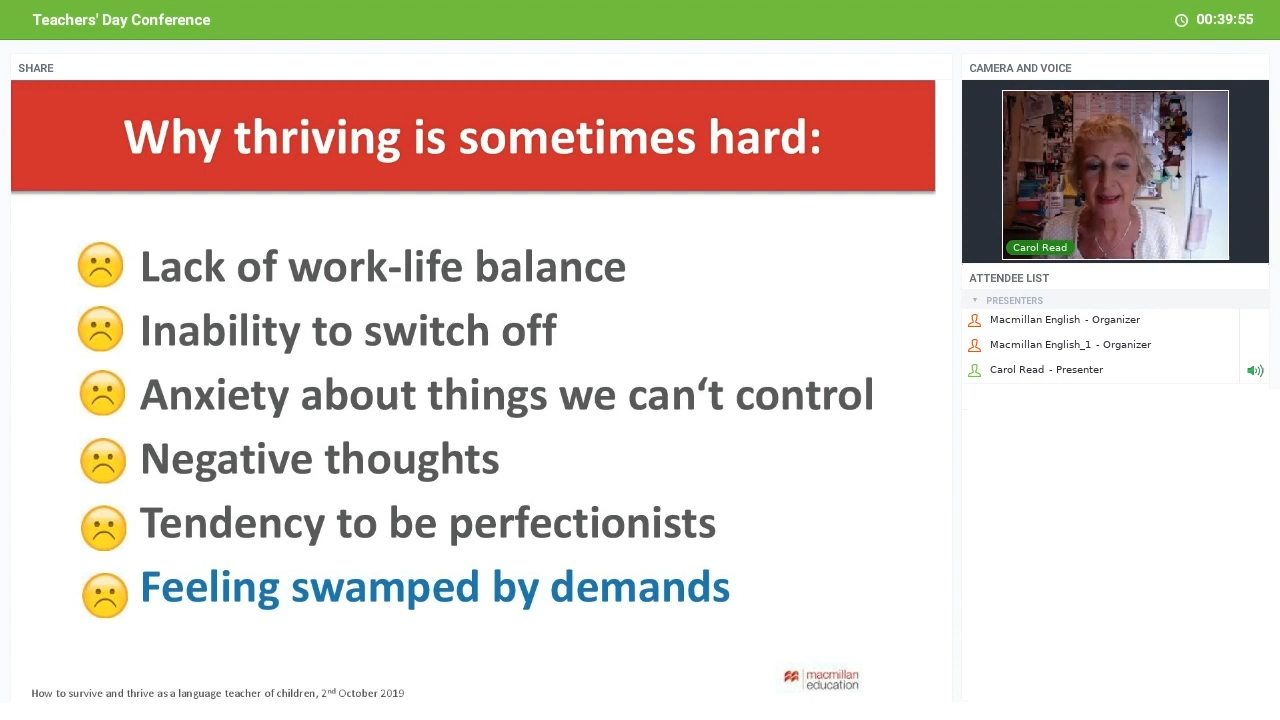 Teachers' Day Conference
00:39:55
SHARE
Why thriving is sometimes hard:
Lack of work-life balance
Inability to switch off
Anxiety about things we can‘t control
Negative thoughts
Tendency to be perfectionists
Feeling swamped by demands
How to survive and thrive as a language teacher of children, 2nd October 2019
macmillan
education
CAMERA AND VOICE
Carol Read
ATTENDEE LIST
PRESENTERS
Macmillan English - Organizer
Macmillan English_1 - Organizer
Carol Read - Presenter